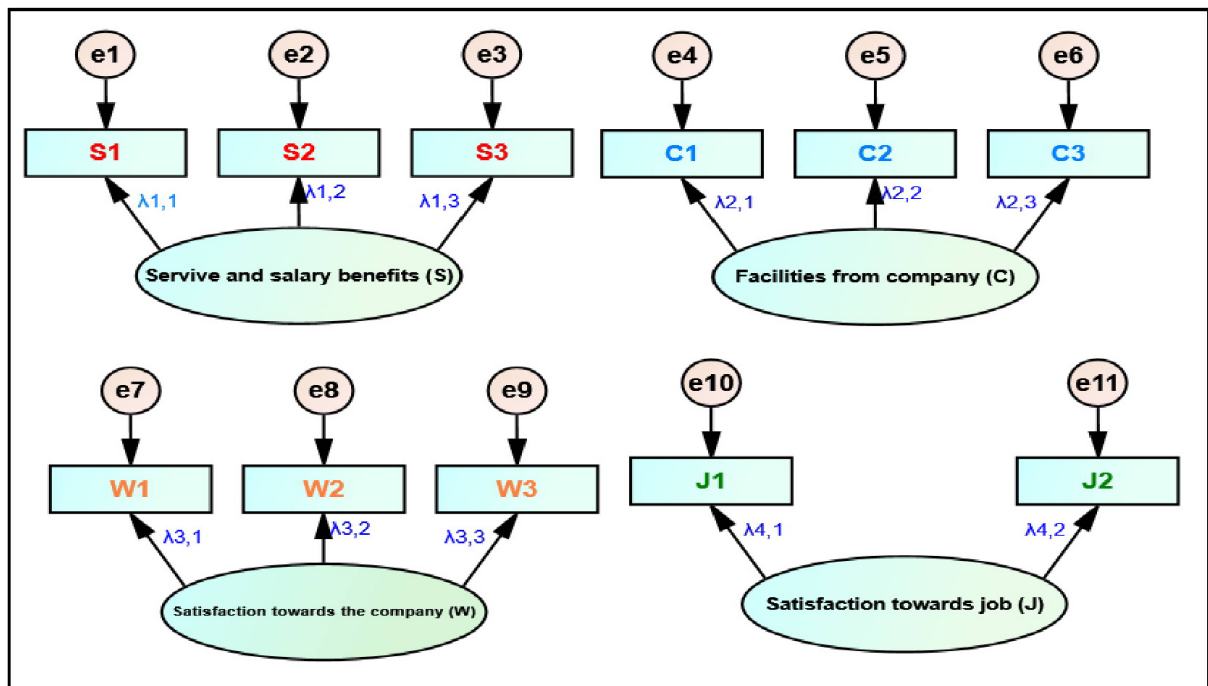 e1
e2
e3
e4
e5
e6
S1
S2
S3
C1
C2
C3
λ1,1
λ1,2
λ1,3
λ2,1
λ2,2
λ2,3
Servive and salary benefits (S)
Facilities from company (C)
e7
e8
e9
e10
e11
W1
W2
W3
J1
J2
λ3,1
λ3,2
λ3,3
λ4,1
λ4,2
Satisfaction towards the company (W)
Satisfaction towards job (J)